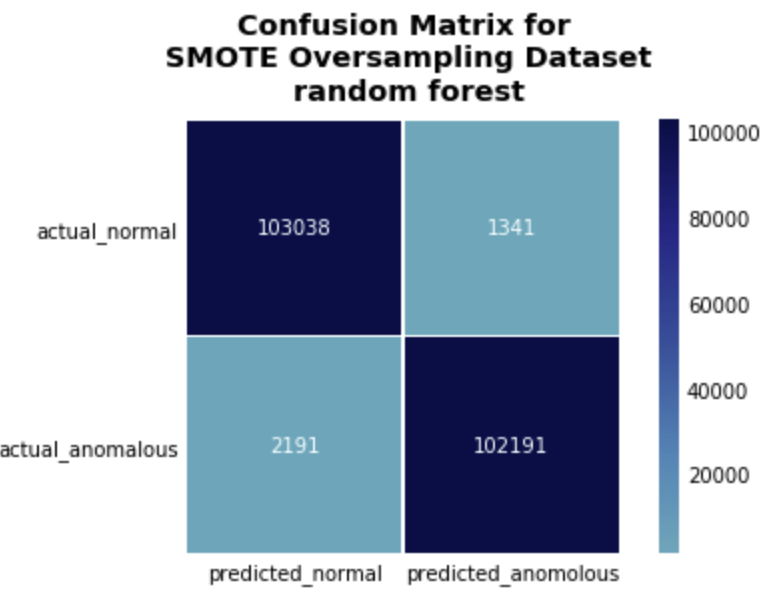 Confusion Matrix for
SMOTE Oversampling Dataset
random forest
100000
actual_normal
103038
1341
80000
60000
40000
actual_anomalous
2191
102191
20000
predicted_normal
predicted_anomolous